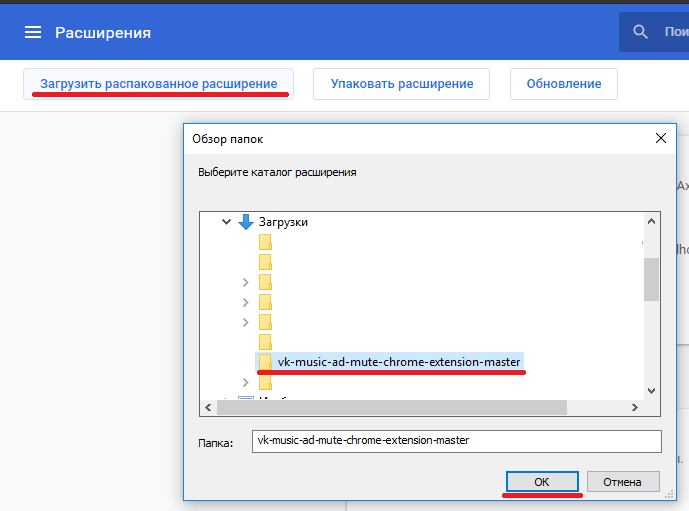 Расширения
Пои
Загрузить распакованное расширение
Упаковать расширение
Обновление
Обзор папок
Выберите каталог расширения
Загрузки
vk-music-ad-mute-chrome-extension-master
Папка: vk-music-ad-mute-chrome-extension-master
ОК
Отмена